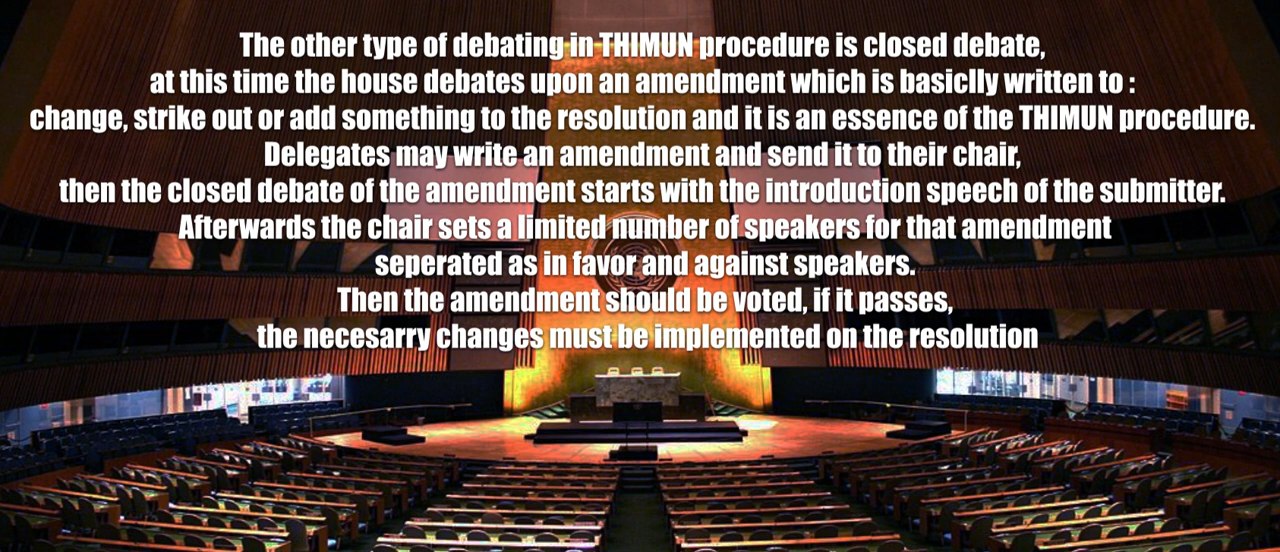 The other type of debating in THIMUN procedure is closed debate,
at this time the house debates upon an amendment which is basiclly written to :
change, strike out or add something to the resolution and it is an essence of the THIMUN procedure.
Delegates may write an amendment and send it to their chair,
then the closed debate of the amendment starts with the introduction speech of the submitter.
Afterwards the chair sets a limited number of speakers for that amendment
seperated as in favor and against speakers.
Then the amendment should be voted, if it passes,
the necesarry changes must be implemented on the resolution